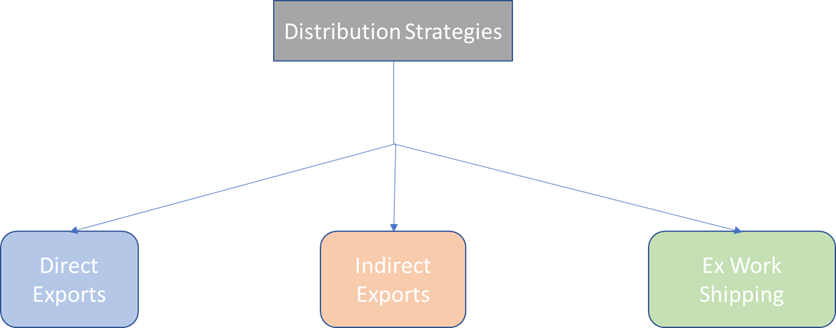 Distribution Strategies
Direct
Exports
Indirect
Exports
Ex Work
Shipping